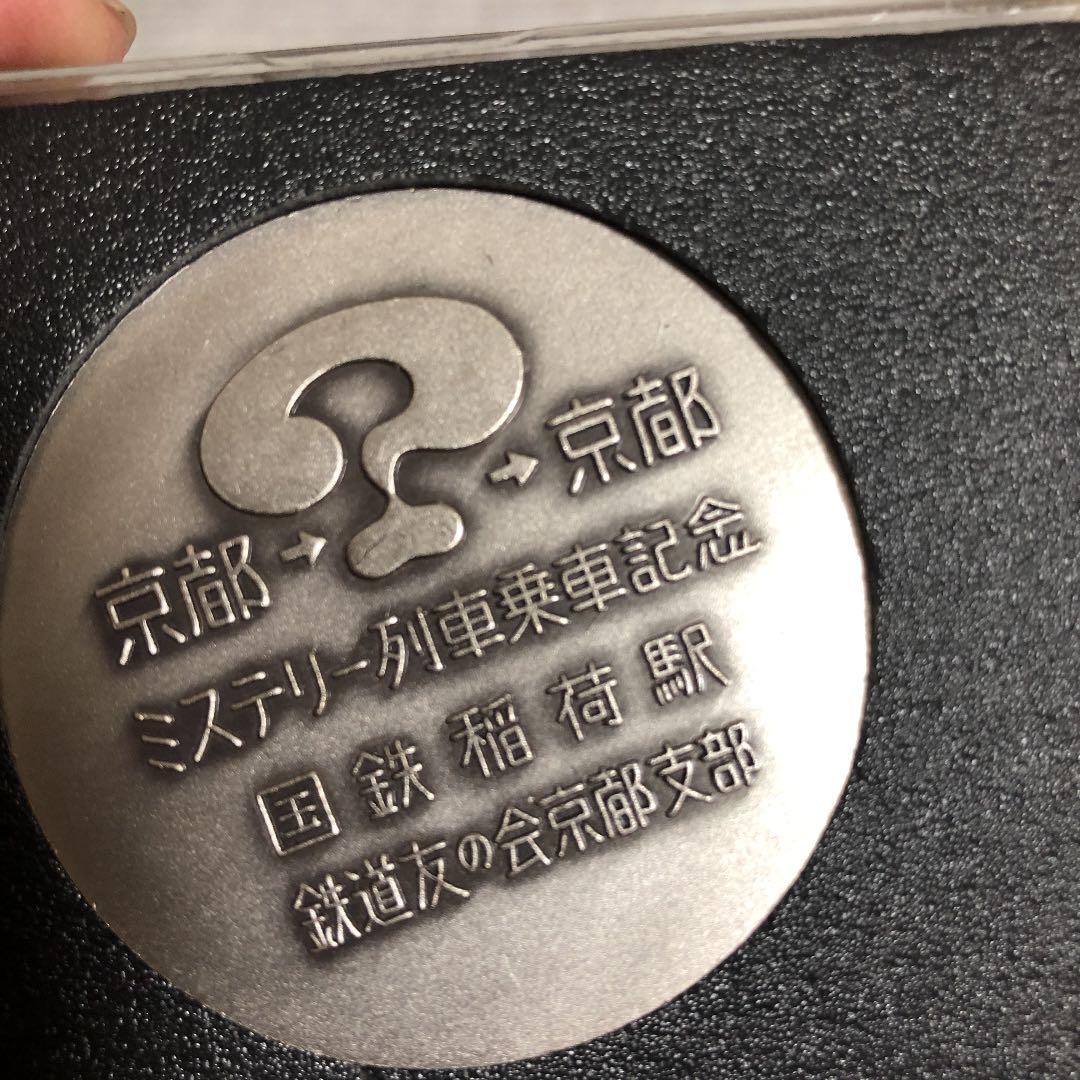 京都→?→京都
ミステリー列車乗車記念
国鉄稲荷駅
鉄道友の会京都支部